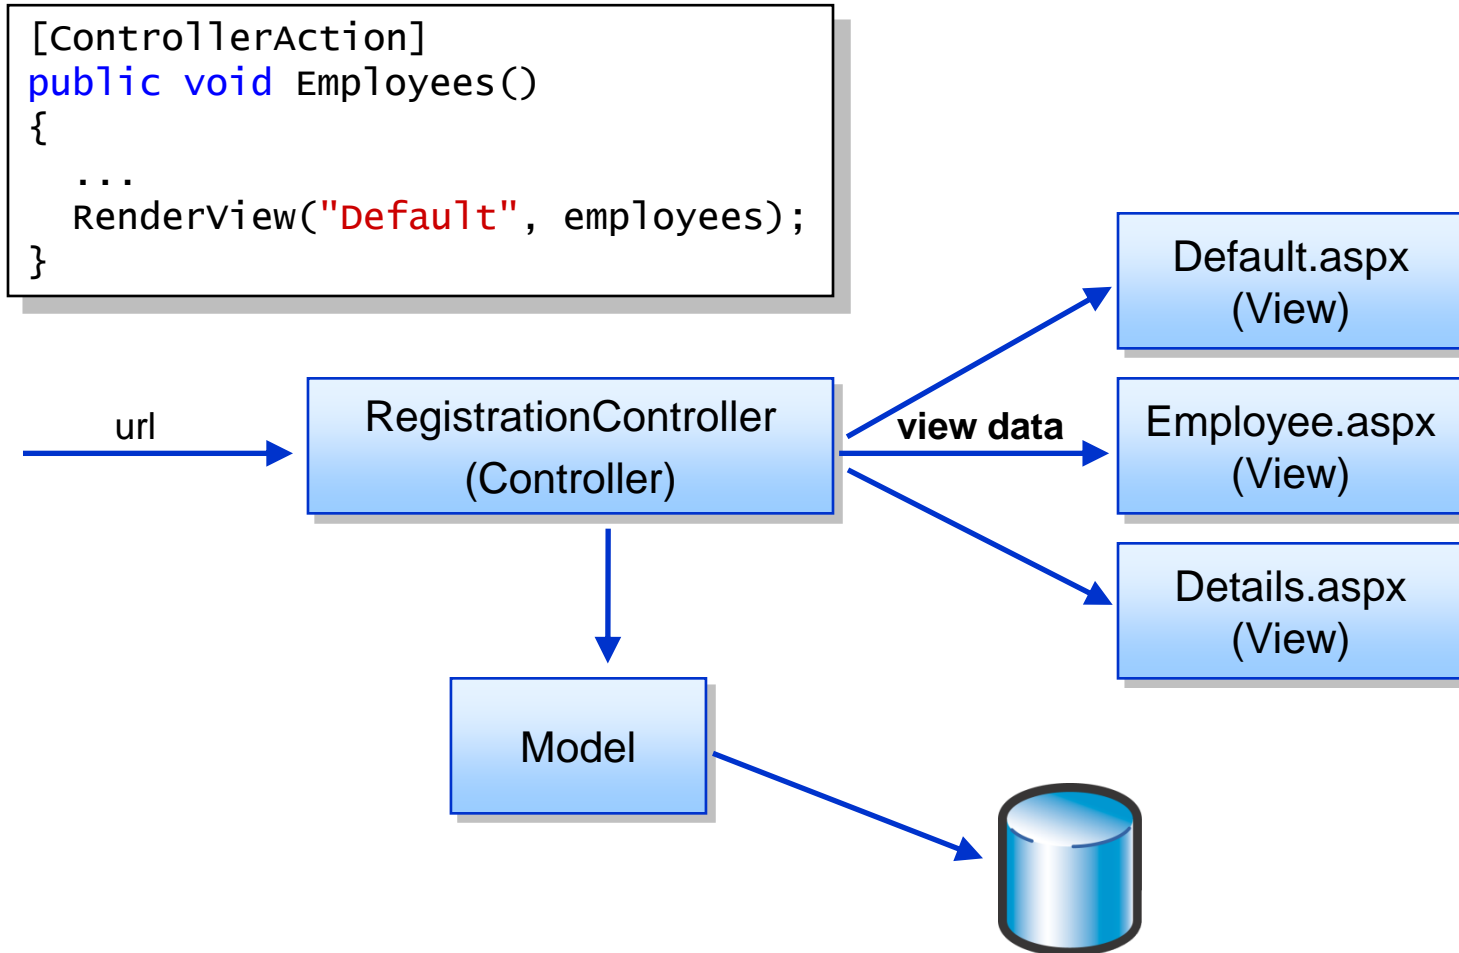 [ControllerAction]
public void Employees()
{
  ...
  RenderView("Default", employees);
}
Default.aspx
(View)
url
RegistrationController
(Controller)
view data
Employee.aspx
(View)
Details.aspx
(View)
Model